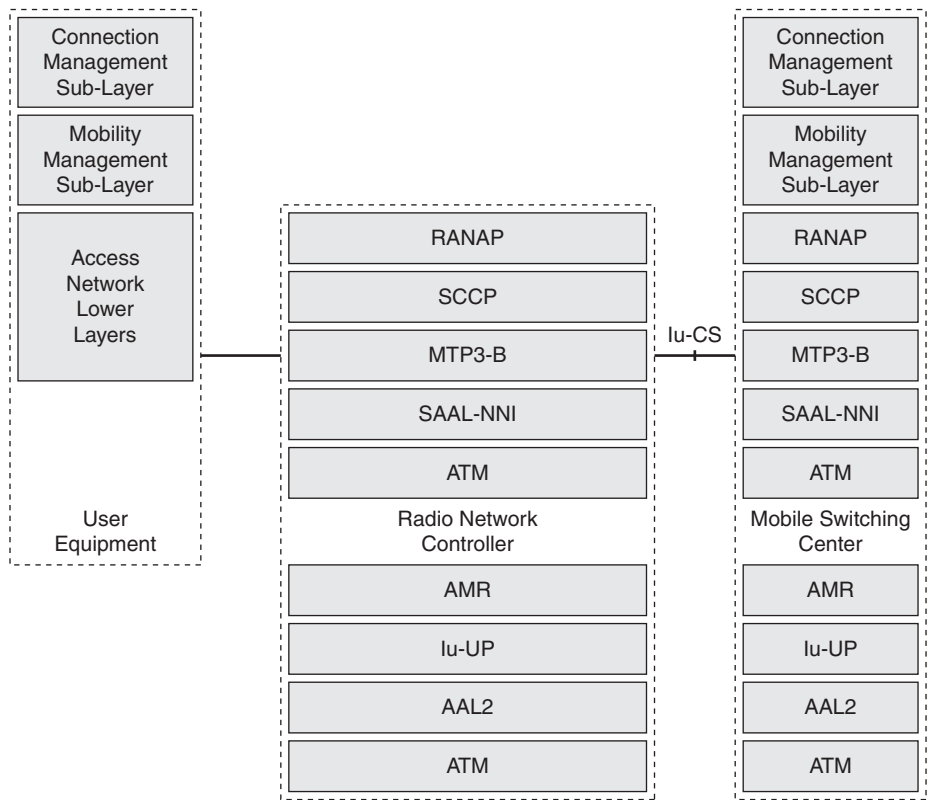 Connection
Management
Sub-Layer
Mobility
Management
Sub-Layer
Access
Network
Lower
Layers
User
Equipment
RANAP
SCCP
MTP3-B
SAAL-NNI
ATM
Radio Network
Controller
AMR
Iu-UP
AAL2
ATM
Iu-CS
Connection
Management
Sub-Layer
Mobility
Management
Sub-Layer
RANAP
SCCP
MTP3-B
SAAL-NNI
ATM
Mobile Switching
Center
AMR
Iu-UP
AAL2
ATM